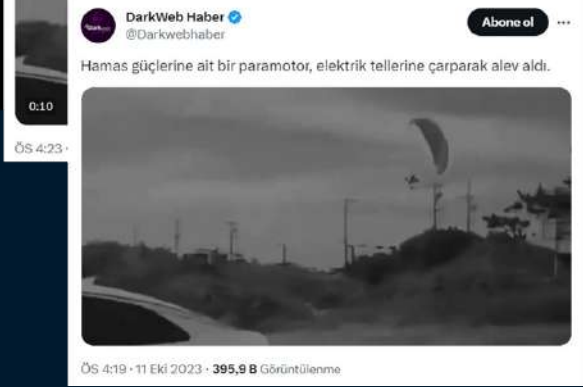 DarkWeb Haber
@Darkwebhaber
Abone ol
Hamas güçlerine ait bir paramotor, elektrik tellerine çarparak alev aldı.
0:10
ÖS 4:23 ·
ÖS 4:19 · 11 Eki 2023 · 395,9 B Görüntülenme